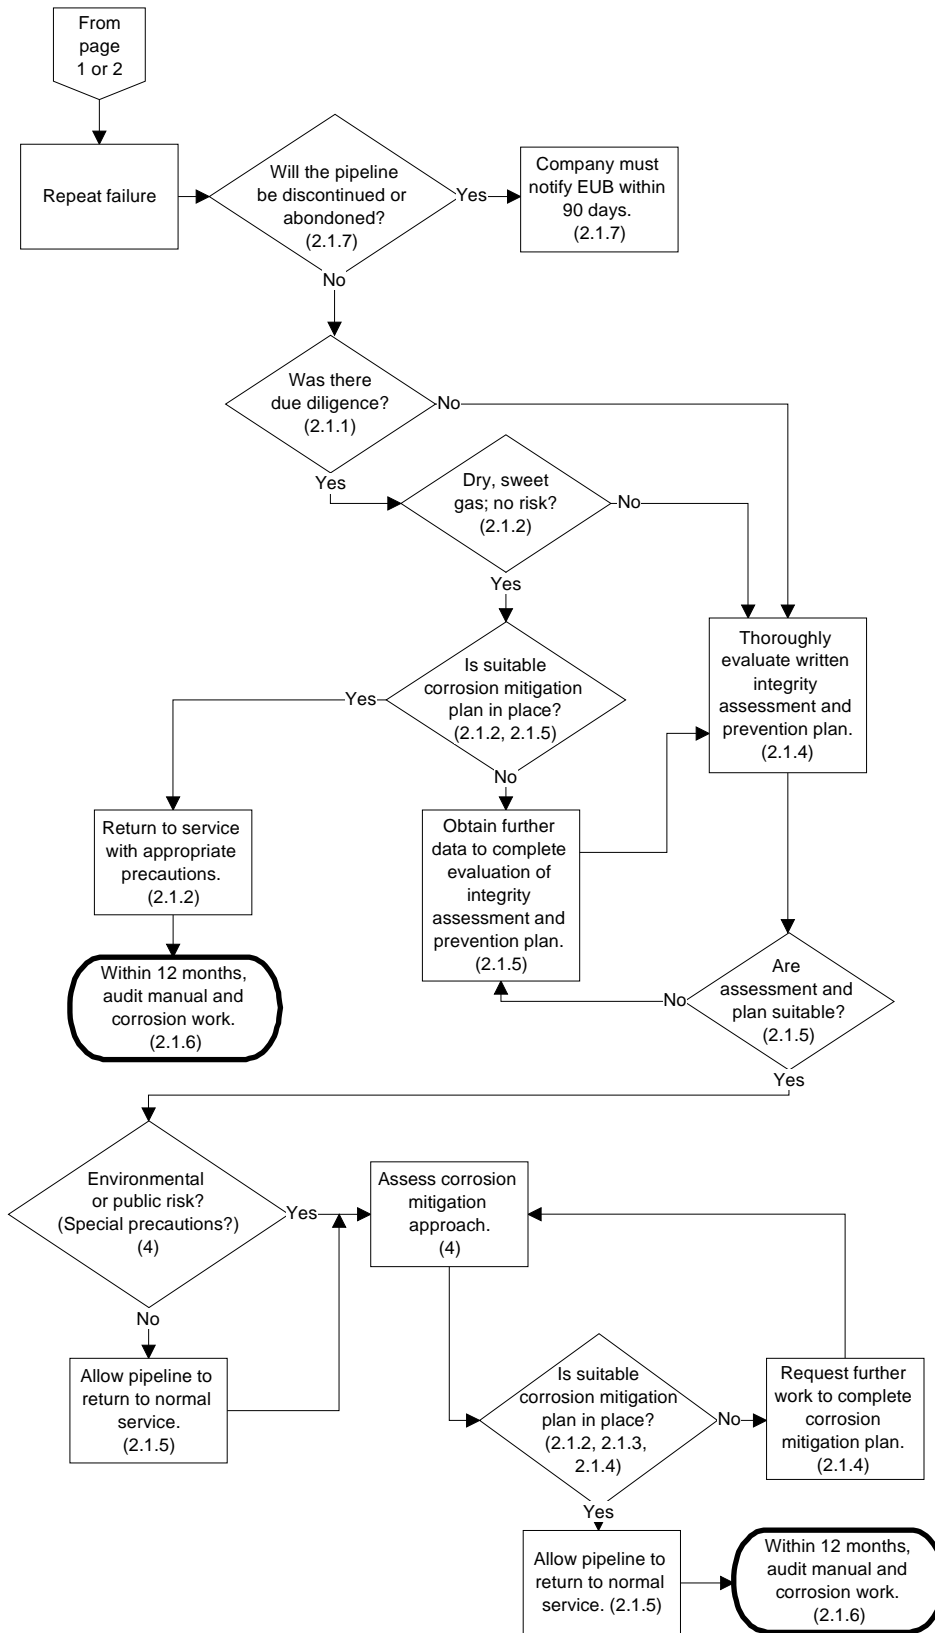 From
page
1 or 2
Repeat failure
Will the pipeline
be discontinued or
abondoned?
(2.1.7)
Yes
Company must
notify EUB within
90 days.
(2.1.7)
No
Was there
due diligence?
(2.1.1)
No
Yes
Dry, sweet
gas; no risk?
(2.1.2)
No
Yes
Is suitable
corrosion mitigation
plan in place?
(2.1.2, 2.1.5)
Yes
No
Thoroughly
evaluate written
integrity
assessment and
prevention plan.
(2.1.4)
Return to service
with appropriate
precautions.
(2.1.2)
Obtain further
data to complete
evaluation of
integrity
assessment and
prevention plan.
(2.1.5)
Within 12 months,
audit manual and
corrosion work.
(2.1.6)
Are
assessment and
plan suitable?
(2.1.5)
No
Yes
Environmental
or public risk?
(Special precautions?)
(4)
Yes
No
Assess corrosion
mitigation
approach.
(4)
Allow pipeline to
return to normal
service.
(2.1.5)
Is suitable
corrosion mitigation
plan in place?
(2.1.2, 2.1.3,
2.1.4)
No
Yes
Request further
work to complete
corrosion
mitigation plan.
(2.1.4)
Allow pipeline to
return to normal
service. (2.1.5)
Within 12 months,
audit manual and
corrosion work.
(2.1.6)